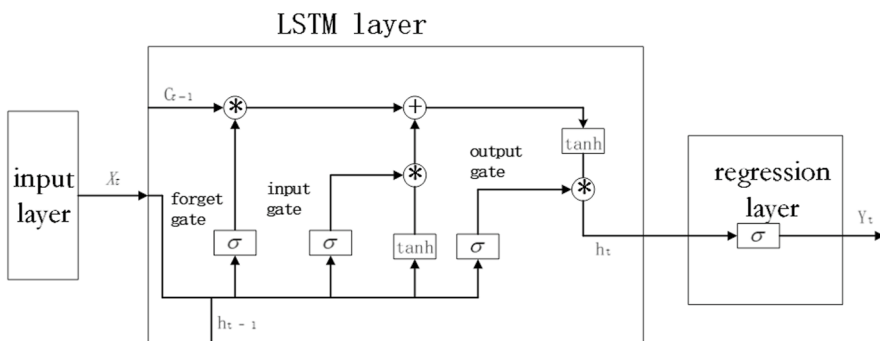 LSTM layer
Cₜ₋₁
*
+
tanh
input
layer
Xₜ
forget
gate
input
gate
*
output
gate
*
regression
layer
σ
σ
tanh
σ
σ
Yₜ
hₜ
hₜ₋₁